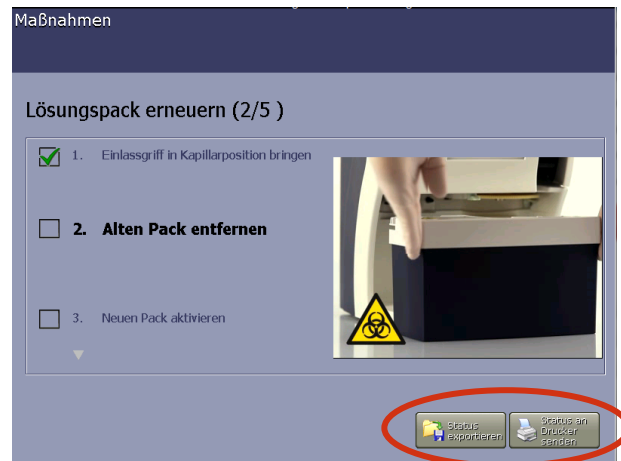 Maßnahmen
Lösungspack erneuern (2/5 )
1. Einlassgriff in Kapillarposition bringen
2. Alten Pack entfernen
3. Neuen Pack aktivieren
Status
exportieren
Status an
Drucker
senden